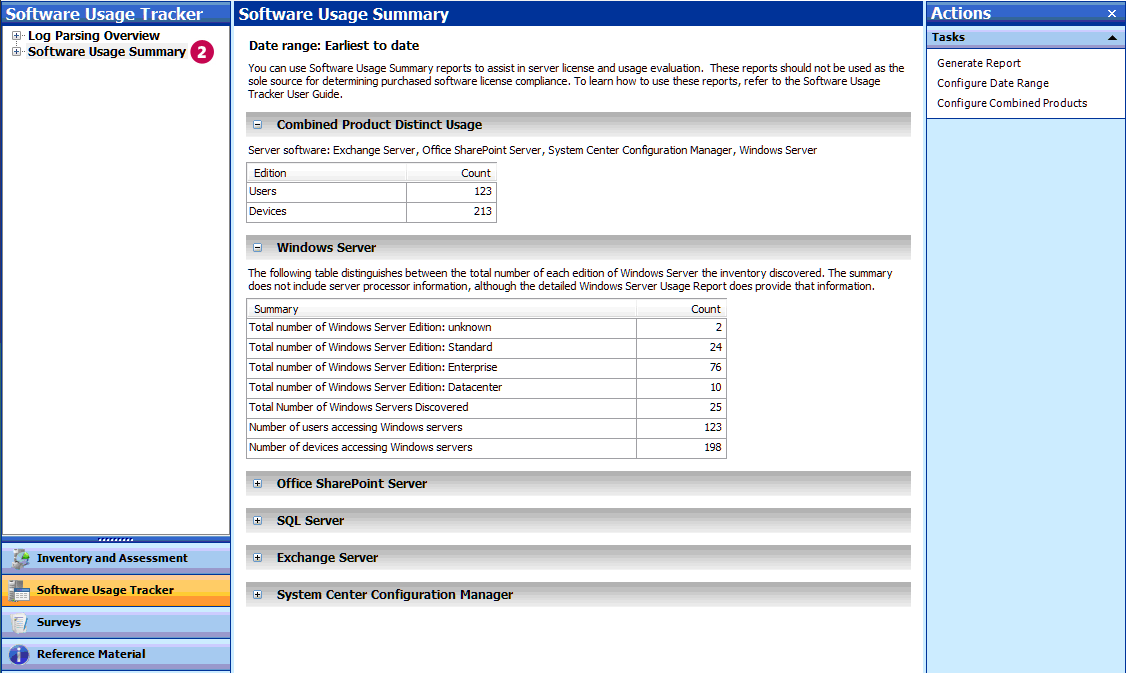 Software Usage Tracker
Log Parsing Overview
Software Usage Summary 2
Inventory and Assessment
Software Usage Tracker
Surveys
Reference Material
Software Usage Summary
Date range: Earliest to date
You can use Software Usage Summary reports to assist in server license and usage evaluation. These reports should not be used as the
sole source for determining purchased software license compliance. To learn how to use these reports, refer to the Software Usage
Tracker User Guide.
Combined Product Distinct Usage
Server software: Exchange Server, Office SharePoint Server, System Center Configuration Manager, Windows Server
Edition Count
Users 123
Devices 213
Windows Server
The following table distinguishes between the total number of each edition of Windows Server the inventory discovered. The summary
does not include server processor information, although the detailed Windows Server Usage Report does provide that information.
Summary Count
Total number of Windows Server Edition: unknown 2
Total number of Windows Server Edition: Standard 24
Total number of Windows Server Edition: Enterprise 76
Total number of Windows Server Edition: Datacenter 10
Total Number of Windows Servers Discovered 25
Number of users accessing Windows servers 123
Number of devices accessing Windows servers 198
Office SharePoint Server
SQL Server
Exchange Server
System Center Configuration Manager
Actions
Tasks
Generate Report
Configure Date Range
Configure Combined Products